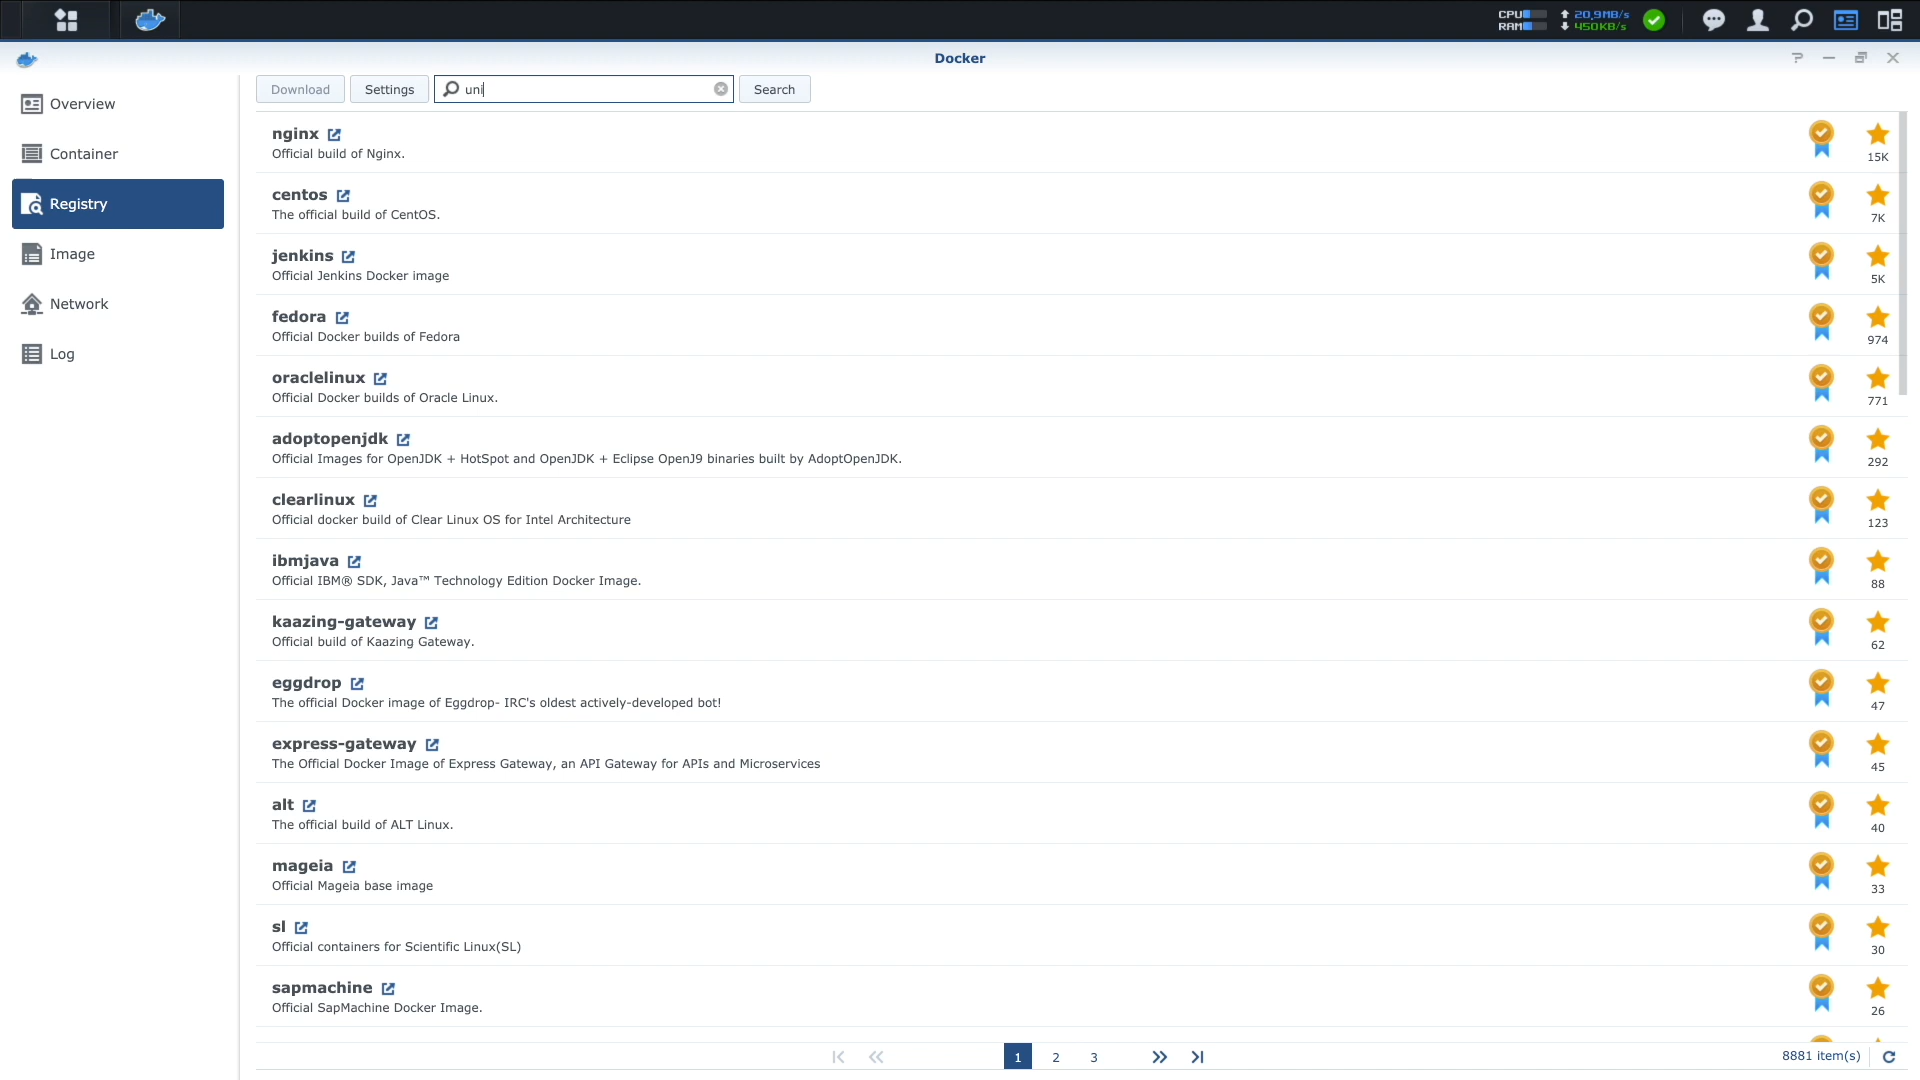 CPU
RAM
20,9MB/s
450KB/s
Docker
Overview
Container
Registry
Image
Network
Log
Download
Settings
uni
Search
nginx
Official build of Nginx.
15K
centos
The official build of CentOS.
7K
jenkins
Official Jenkins Docker image
5K
fedora
Official Docker builds of Fedora
974
oraclelinux
Official Docker builds of Oracle Linux.
771
adoptopenjdk
Official Images for OpenJDK + HotSpot and OpenJDK + Eclipse OpenJ9 binaries built by AdoptOpenJDK.
292
clearlinux
Official docker build of Clear Linux OS for Intel Architecture
123
ibmjava
Official IBM® SDK, Java™ Technology Edition Docker Image.
88
kaazing-gateway
Official build of Kaazing Gateway.
62
eggdrop
The official Docker image of Eggdrop- IRC's oldest actively-developed bot!
47
express-gateway
The Official Docker Image of Express Gateway, an API Gateway for APIs and Microservices
45
alt
The official build of ALT Linux.
40
mageia
Official Mageia base image
33
sl
Official containers for Scientific Linux(SL)
30
sapmachine
Official SapMachine Docker Image.
26
1 2 3
8881 item(s)